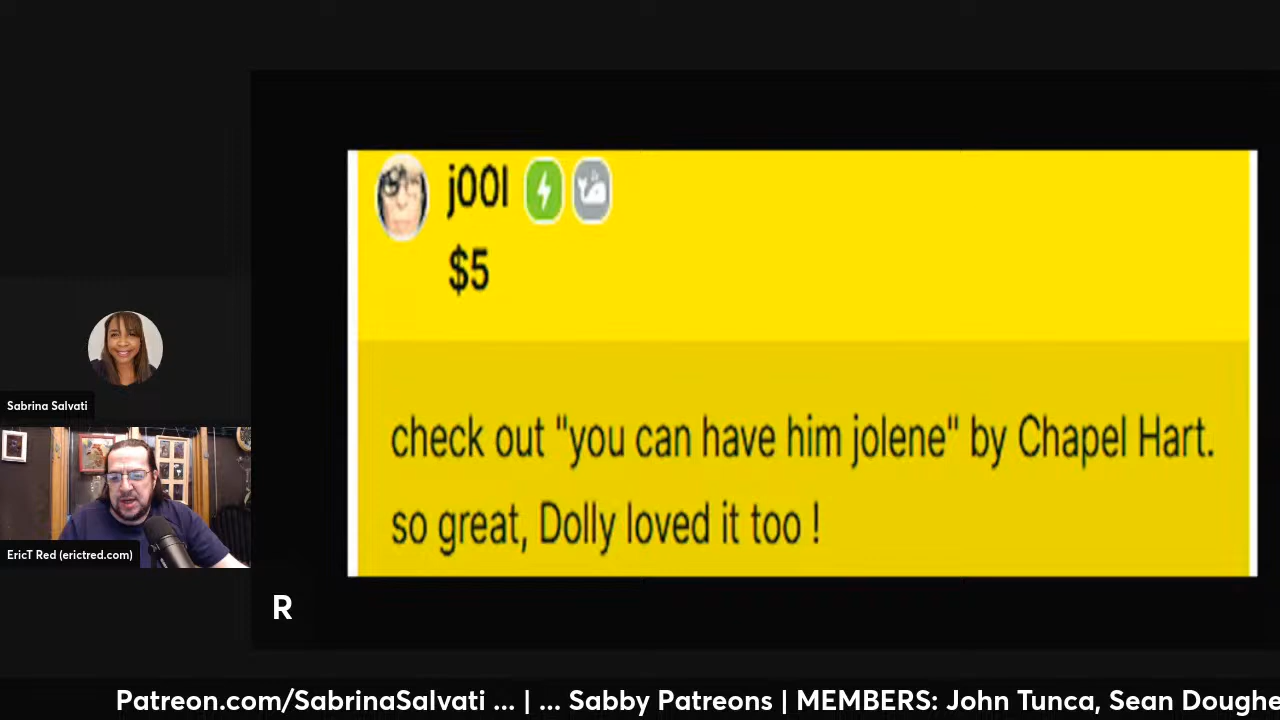 j00l
$5
check out "you can have him jolene" by Chapel Hart.
so great, Dolly loved it too !
Sabrina Salvati
EricT Red (erictred.com)
R
Patreon.com/SabrinaSalvati ... | ... Sabby Patreons | MEMBERS: John Tunca, Sean Doughe